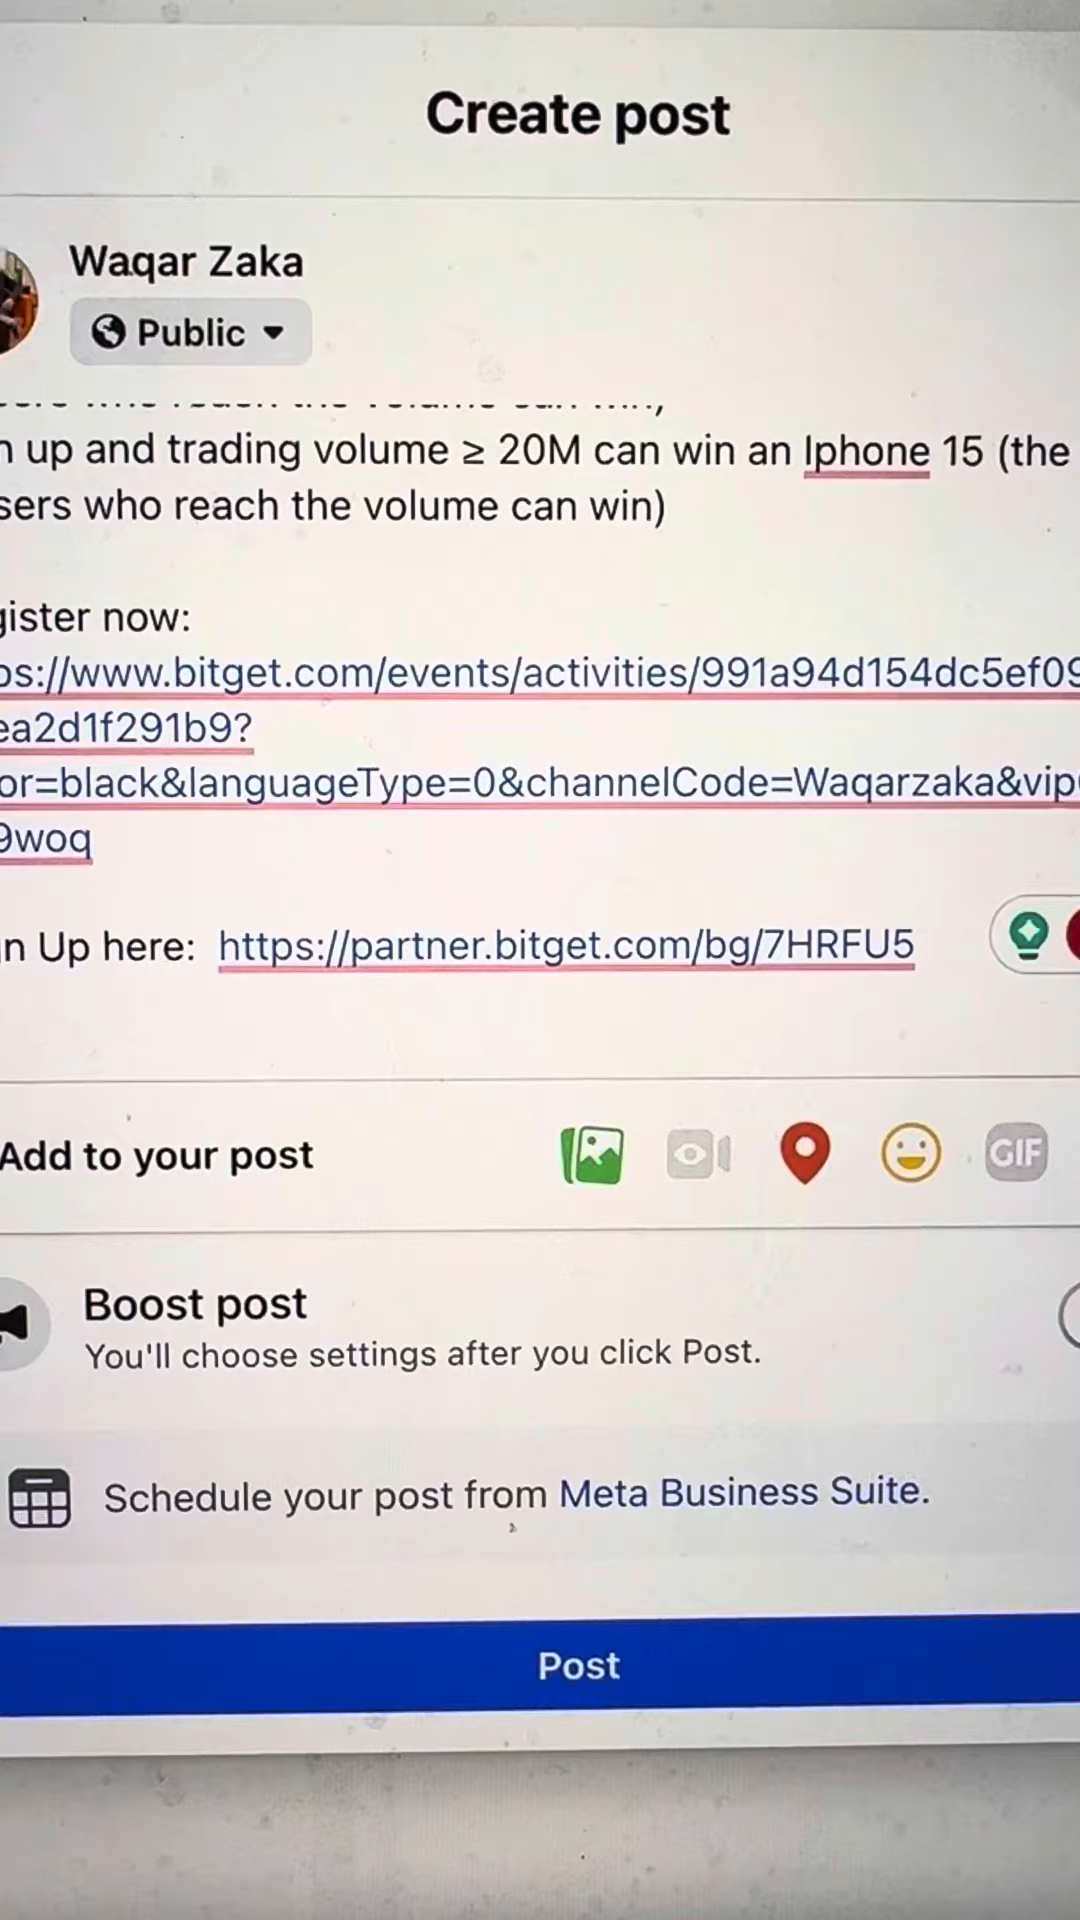 Create post
Waqar Zaka
Public
n up and trading volume ≥ 20M can win an Iphone 15 (the
sers who reach the volume can win)
gister now:
ps://www.bitget.com/events/activities/991a94d154dc5ef09
ea2d1f291b9?
or=black&languageType=0&channelCode=Waqarzaka&vip
9woq
n Up here: https://partner.bitget.com/bg/7HRFU5
Add to your post
GIF
Boost post
You'll choose settings after you click Post.
Schedule your post from Meta Business Suite.
Post